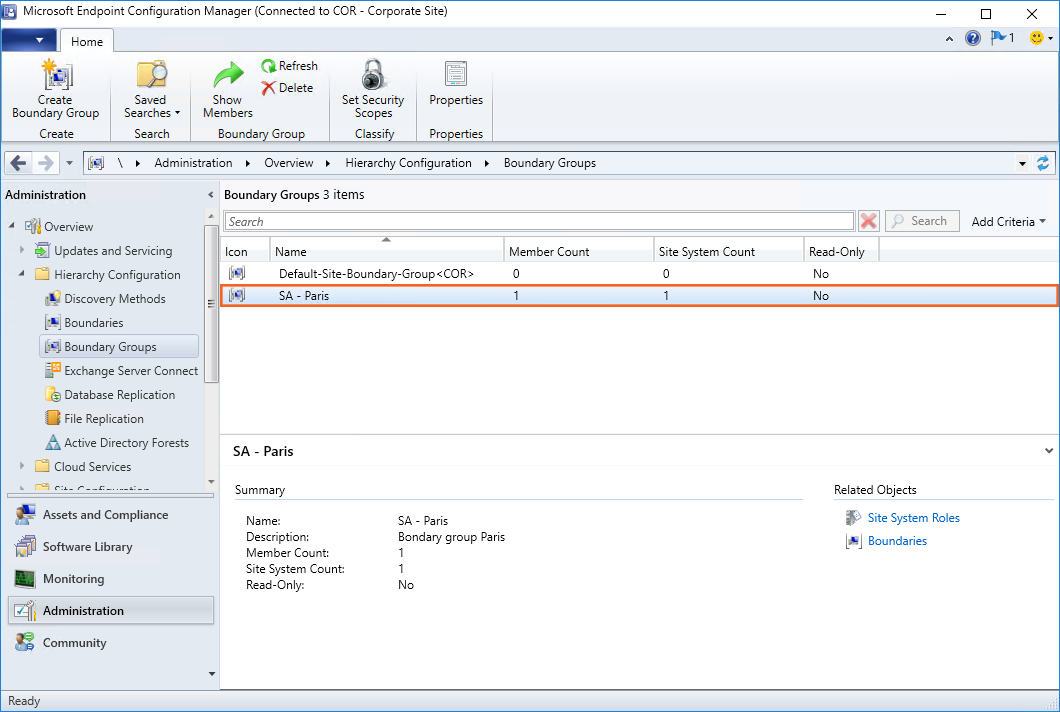 Microsoft Endpoint Configuration Manager (Connected to COR - Corporate Site)
Home
1
Create Boundary Group
Create
Saved Searches
Search
Show Members
Refresh
Delete
Boundary Group
Set Security Scopes
Classify
Properties
Properties
\ Administration Overview Hierarchy Configuration Boundary Groups
Administration
Overview
Updates and Servicing
Hierarchy Configuration
Discovery Methods
Boundaries
Boundary Groups
Exchange Server Connect
Database Replication
File Replication
Active Directory Forests
Cloud Services
Site Configuration
Assets and Compliance
Software Library
Monitoring
Administration
Community
Boundary Groups 3 items
Search
Search
Add Criteria
Icon Name Member Count Site System Count Read-Only
Default-Site-Boundary-Group<COR> 0 0 No
SA - Paris 1 1 No
SA - Paris
Summary
Name: SA - Paris
Description: Bondary group Paris
Member Count: 1
Site System Count: 1
Read-Only: No
Related Objects
Site System Roles
Boundaries
Ready